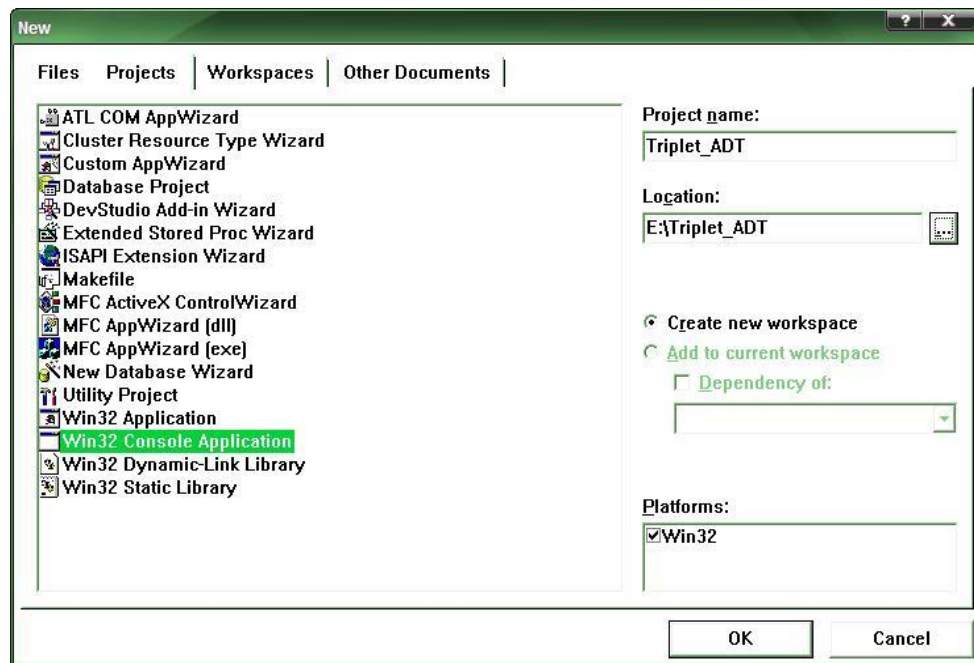 New
Files Projects Workspaces Other Documents
ATL COM AppWizard
Cluster Resource Type Wizard
Custom AppWizard
Database Project
DevStudio Add-in Wizard
Extended Stored Proc Wizard
ISAPI Extension Wizard
Makefile
MFC ActiveX ControlWizard
MFC AppWizard (dll)
MFC AppWizard (exe)
New Database Wizard
Utility Project
Win32 Application
Win32 Console Application
Win32 Dynamic-Link Library
Win32 Static Library
Project name:
Triplet_ADT
Location:
E:\Triplet_ADT
...
Create new workspace
Add to current workspace
Dependency of:
Platforms:
Win32
OK Cancel